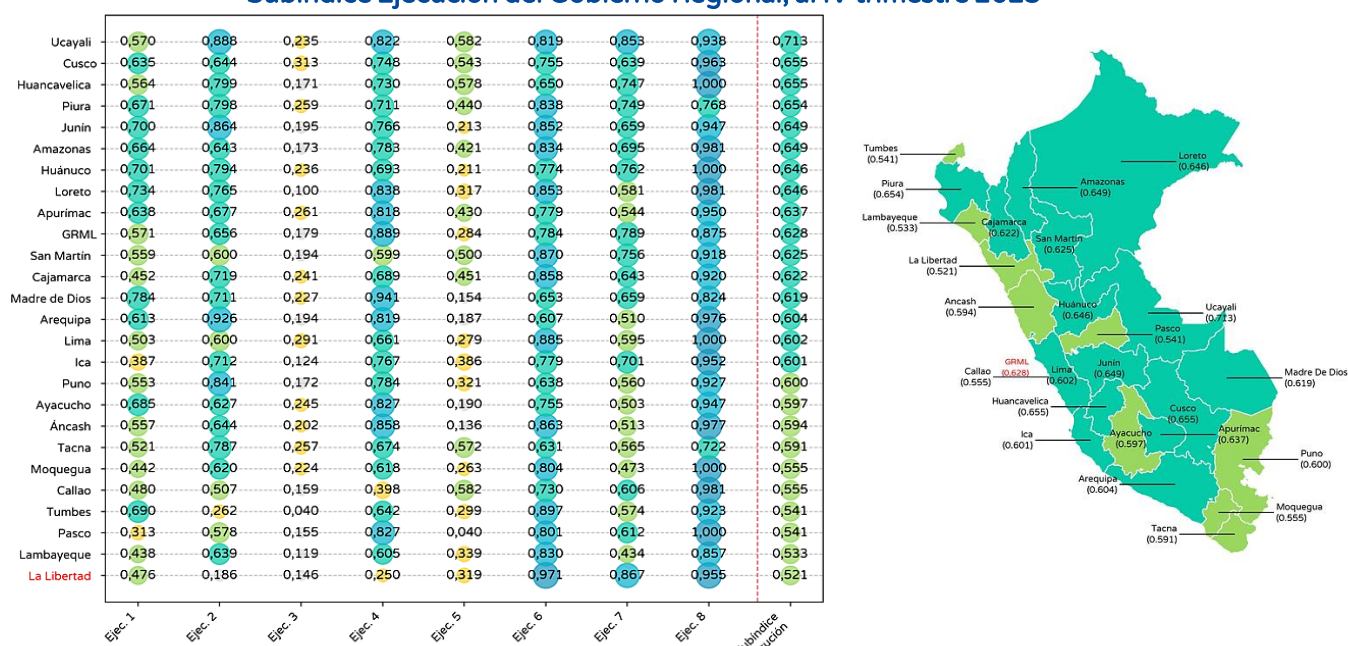 Subíndice Ejecución del Gobierno Regional, al IV trimestre 2023
Ucayali 0,570 0,888 0,235 0,822 0,582 0,819 0,853 0,938 0,713
Cusco 0,635 0,644 0,313 0,748 0,543 0,755 0,639 0,963 0,655
Huancavelica 0,564 0,799 0,171 0,730 0,578 0,650 0,747 1,000 0,655
Piura 0,671 0,798 0,259 0,711 0,440 0,838 0,749 0,768 0,654
Junín 0,700 0,864 0,195 0,766 0,213 0,852 0,659 0,947 0,649
Amazonas 0,664 0,643 0,173 0,783 0,421 0,834 0,695 0,981 0,649
Huánuco 0,701 0,794 0,236 0,693 0,211 0,774 0,762 1,000 0,646
Loreto 0,734 0,765 0,100 0,838 0,317 0,853 0,581 0,981 0,646
Apurímac 0,638 0,677 0,261 0,818 0,430 0,779 0,544 0,950 0,637
GRML 0,571 0,656 0,179 0,889 0,284 0,784 0,789 0,875 0,628
San Martín 0,559 0,600 0,194 0,599 0,500 0,870 0,756 0,918 0,625
Cajamarca 0,452 0,719 0,241 0,689 0,451 0,858 0,643 0,920 0,622
Madre de Dios 0,784 0,711 0,227 0,941 0,154 0,653 0,659 0,824 0,619
Arequipa 0,613 0,926 0,194 0,819 0,187 0,607 0,510 0,976 0,604
Lima 0,503 0,600 0,291 0,661 0,279 0,885 0,595 1,000 0,602
Ica 0,387 0,712 0,124 0,767 0,386 0,779 0,701 0,952 0,601
Puno 0,553 0,841 0,172 0,784 0,321 0,638 0,560 0,927 0,600
Ayacucho 0,685 0,627 0,245 0,827 0,190 0,755 0,503 0,947 0,597
Áncash 0,557 0,644 0,202 0,858 0,136 0,863 0,513 0,977 0,594
Tacna 0,521 0,787 0,257 0,674 0,572 0,631 0,565 0,722 0,591
Moquegua 0,442 0,620 0,224 0,618 0,263 0,804 0,473 1,000 0,555
Callao 0,480 0,507 0,159 0,398 0,582 0,730 0,606 0,981 0,555
Tumbes 0,690 0,262 0,040 0,642 0,299 0,897 0,574 0,923 0,541
Pasco 0,313 0,578 0,155 0,827 0,040 0,801 0,612 1,000 0,541
Lambayeque 0,438 0,639 0,119 0,605 0,339 0,830 0,434 0,857 0,533
La Libertad 0,476 0,186 0,146 0,250 0,319 0,971 0,867 0,955 0,521
Ejec. 1 Ejec. 2 Ejec. 3 Ejec. 4 Ejec. 5 Ejec. 6 Ejec. 7 Ejec. 8
Tumbes
(0.541)
Loreto
(0.646)
Piura
(0.654)
Amazonas
(0.649)
Lambayeque
(0.533)
Cajamarca
(0.622)
San Martín
(0.625)
La Libertad
(0.521)
Ancash
(0.594)
Huánuco
(0.646)
Ucayali
(0.713)
Pasco
(0.541)
GRML
(0.628)
Callao
(0.555)
Lima
(0.602)
Junín
(0.649)
Madre De Dios
(0.619)
Huancavelica
(0.655)
Cusco
(0.655)
Ica
(0.601)
Ayacucho
(0.597)
Apurímac
(0.637)
Puno
(0.600)
Arequipa
(0.604)
Moquegua
(0.555)
Tacna
(0.591)